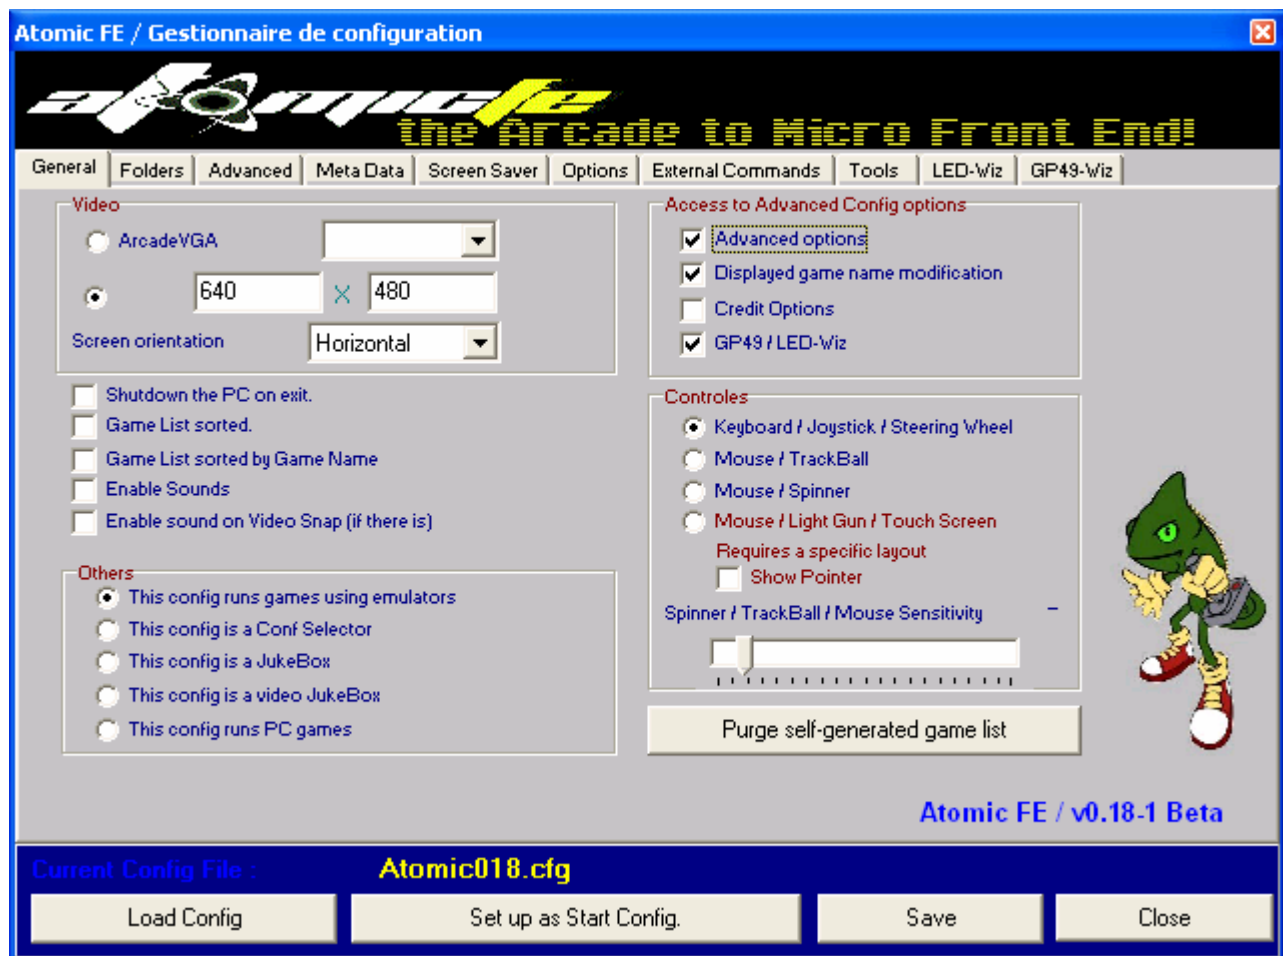 Atomic FE / Gestionnaire de configuration
atomicfe
the Arcade to Micro Front End!
General Folders Advanced Meta Data Screen Saver Options External Commands Tools LED-Wiz GP49-Wiz
Video
ArcadeVGA
640 X 480
Screen orientation Horizontal
Shutdown the PC on exit.
Game List sorted.
Game List sorted by Game Name
Enable Sounds
Enable sound on Video Snap (if there is)
Others
This config runs games using emulators
This config is a Conf Selector
This config is a JukeBox
This config is a video JukeBox
This config runs PC games
Access to Advanced Config options
Advanced options
Displayed game name modification
Credit Options
GP49 / LED-Wiz
Controles
Keyboard / Joystick / Steering Wheel
Mouse / TrackBall
Mouse / Spinner
Mouse / Light Gun / Touch Screen
Requires a specific layout
Show Pointer
Spinner / TrackBall / Mouse Sensitivity -
Purge self-generated game list
Atomic FE / v0.18-1 Beta
Current Config File : Atomic018.cfg
Load Config Set up as Start Config. Save Close